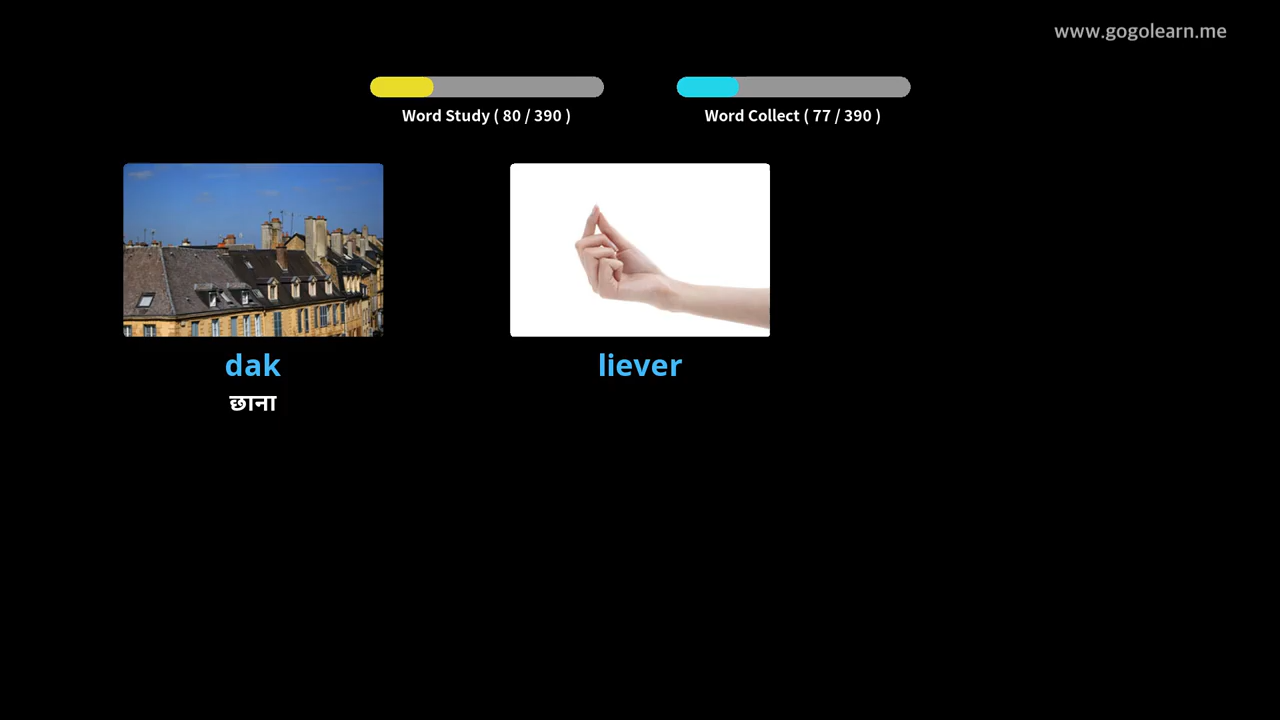 www.gogolearn.me
Word Study ( 80 / 390 )
Word Collect ( 77 / 390 )
dak
छाना
liever